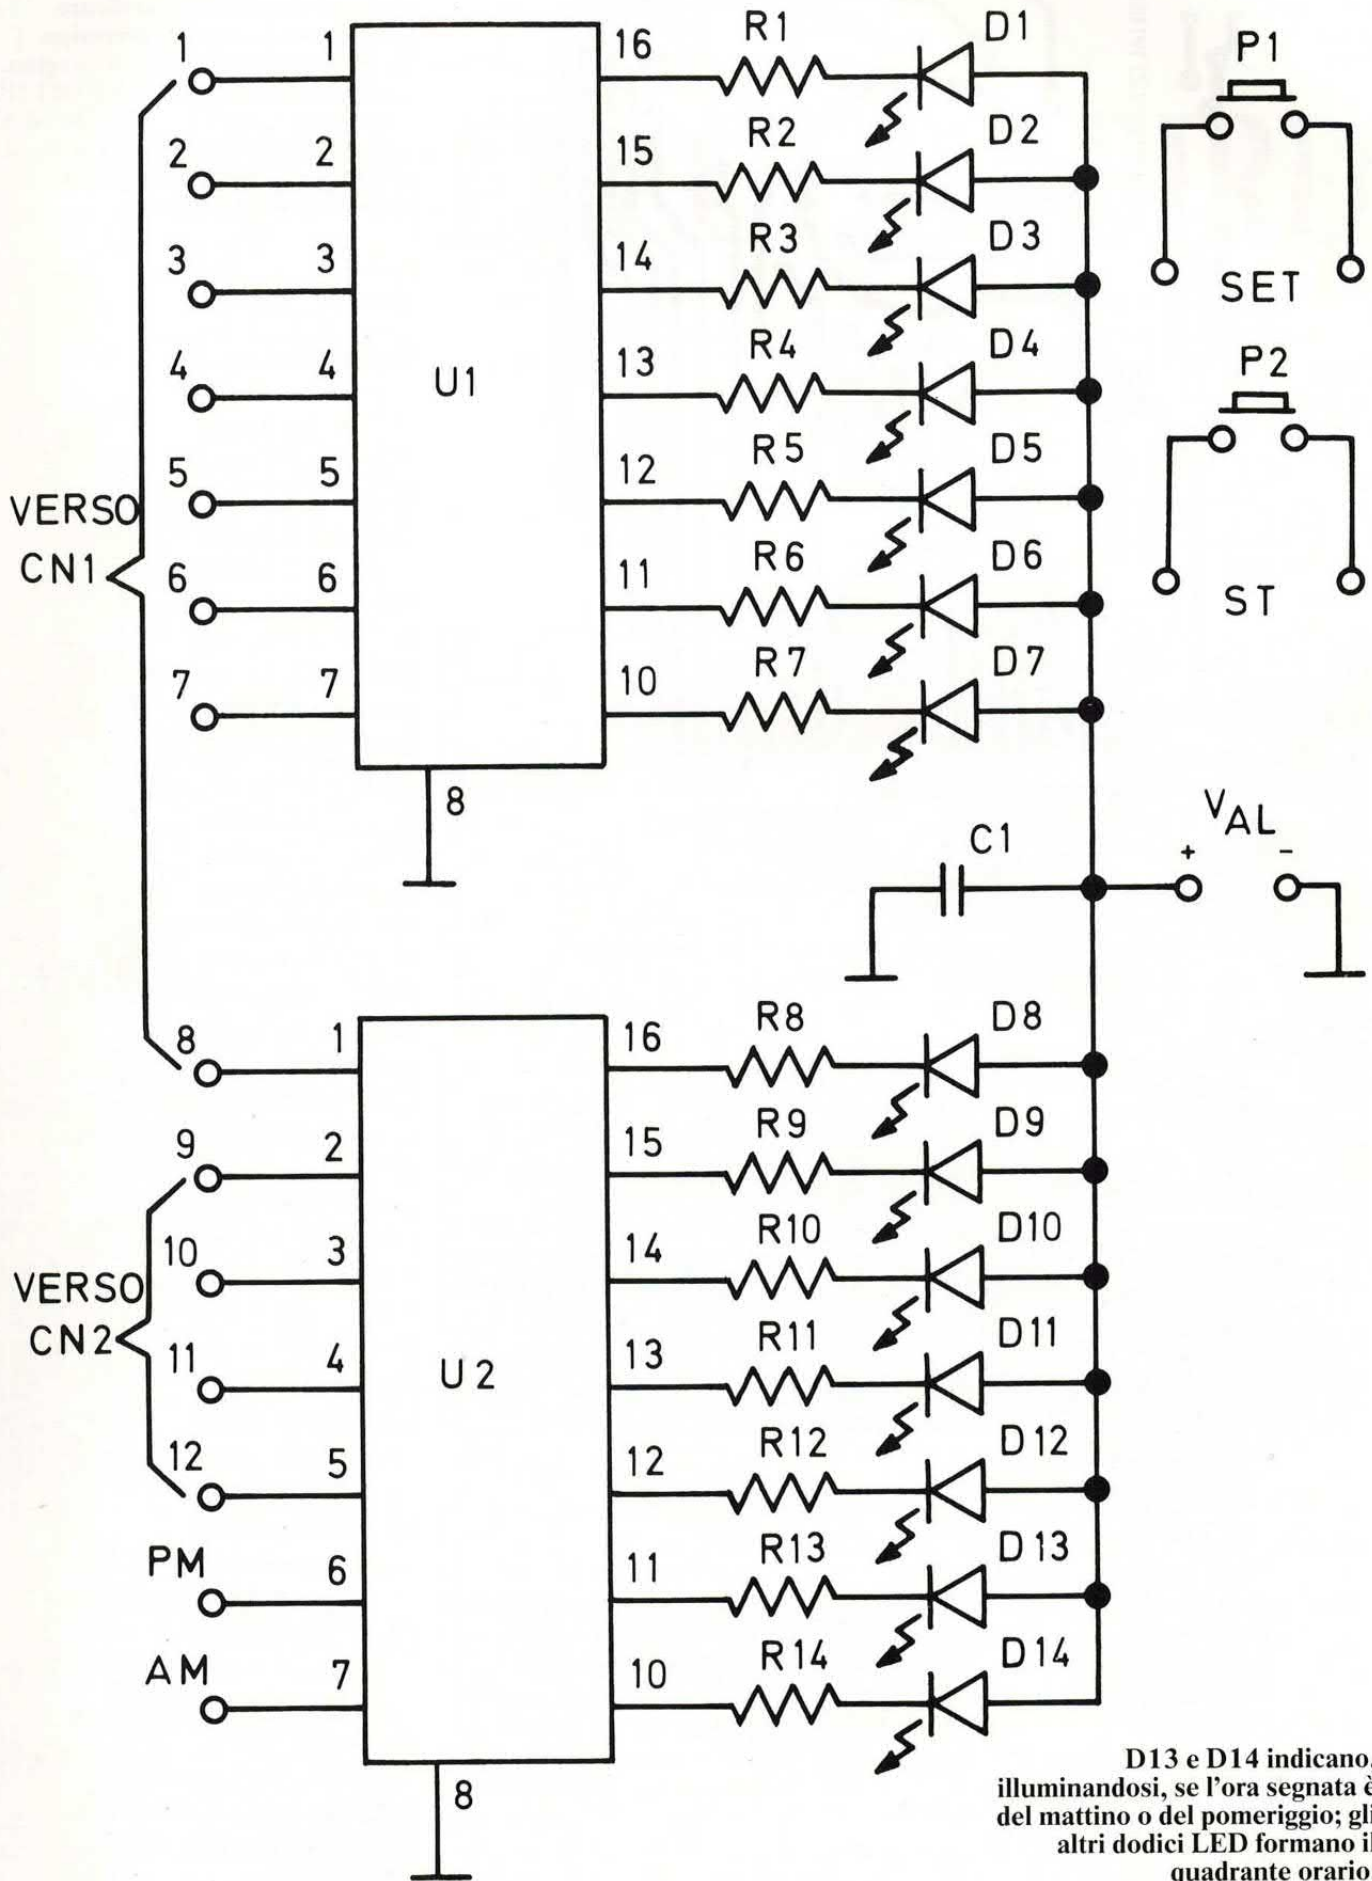 1 1 16 R1 D1
2 2 15 R2 D2
3 3 14 R3 D3
4 4 13 R4 D4
5 5 12 R5 D5
6 6 11 R6 D6
7 7 10 R7 D7
U1
8
VERSO
CN1
P1
SET
P2
ST
C1
VAL
+ -
8 1 16 R8 D8
9 2 15 R9 D9
10 3 14 R10 D10
11 4 13 R11 D11
12 5 12 R12 D12
PM 6 11 R13 D13
AM 7 10 R14 D14
U2
8
VERSO
CN2
D13 e D14 indicano,
illuminandosi, se l'ora segnata è
del mattino o del pomeriggio; gli
altri dodici LED formano il
quadrante orario